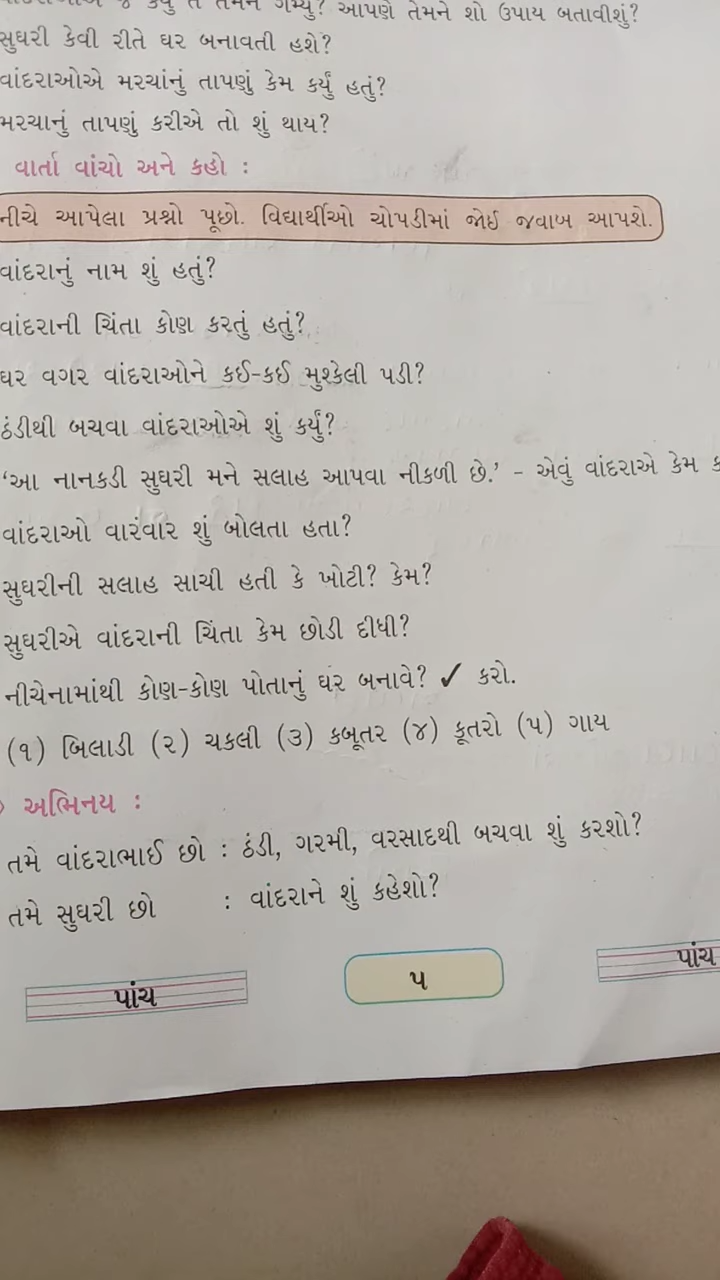 તે તમને ગમ્યું? આપણે તેમને શો ઉપાય બતાવીશું?
સુઘરી કેવી રીતે ઘર બનાવતી હશે?
વાંદરાઓએ મરચાંનું તાપણું કેમ કર્યું હતું?
મરચાનું તાપણું કરીએ તો શું થાય?
વાર્તા વાંચો અને કહો :
નીચે આપેલા પ્રશ્નો પૂછો. વિદ્યાર્થીઓ ચોપડીમાં જોઈ જવાબ આપશે.
વાંદરાનું નામ શું હતું?
વાંદરાની ચિંતા કોણ કરતું હતું?
ઘર વગર વાંદરાઓને કઈ-કઈ મુશ્કેલી પડી?
ઠંડીથી બચવા વાંદરાઓએ શું કર્યું?
‘આ નાનકડી સુઘરી મને સલાહ આપવા નીકળી છે.’ - એવું વાંદરાએ કેમ
વાંદરાઓ વારંવાર શું બોલતા હતા?
સુઘરીની સલાહ સાચી હતી કે ખોટી? કેમ?
સુઘરીએ વાંદરાની ચિંતા કેમ છોડી દીધી?
નીચેનામાંથી કોણ-કોણ પોતાનું ઘર બનાવે? ✓ કરો.
(૧) બિલાડી (૨) ચકલી (૩) કબૂતર (૪) કૂતરો (૫) ગાય
અભિનય :
તમે વાંદરાભાઈ છો : ઠંડી, ગરમી, વરસાદથી બચવા શું કરશો?
તમે સુઘરી છો : વાંદરાને શું કહેશો?
પાંચ ૫ પાંચ